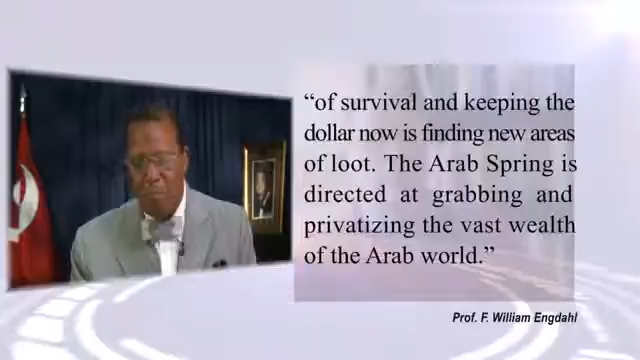 “of survival and keeping the
dollar now is finding new areas
of loot. The Arab Spring is
directed at grabbing and
privatizing the vast wealth
of the Arab world.”
Prof. F. William Engdahl